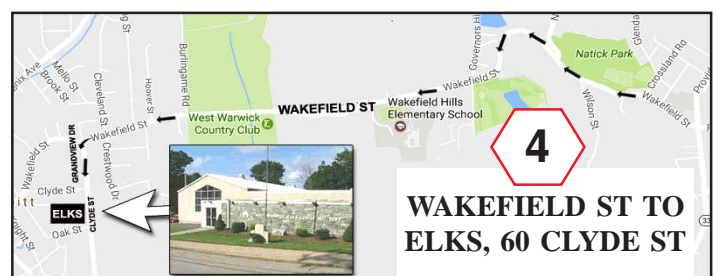 Mello St
Brook St
Cleveland St
Hoover St
Burlingame Rd
Governors Hl
Natick Park
Crossland Rd
Wakefield St
Wakefield St
Wilson St
WAKEFIELD ST
Wakefield Hills
Elementary School
West Warwick
Country Club
Wakefield St
GRANDVIEW DR
Crestwood Dr
Wakefield St
Clyde St
CLYDE ST
ELKS
Oak St
itt
4
WAKEFIELD ST TO
ELKS, 60 CLYDE ST